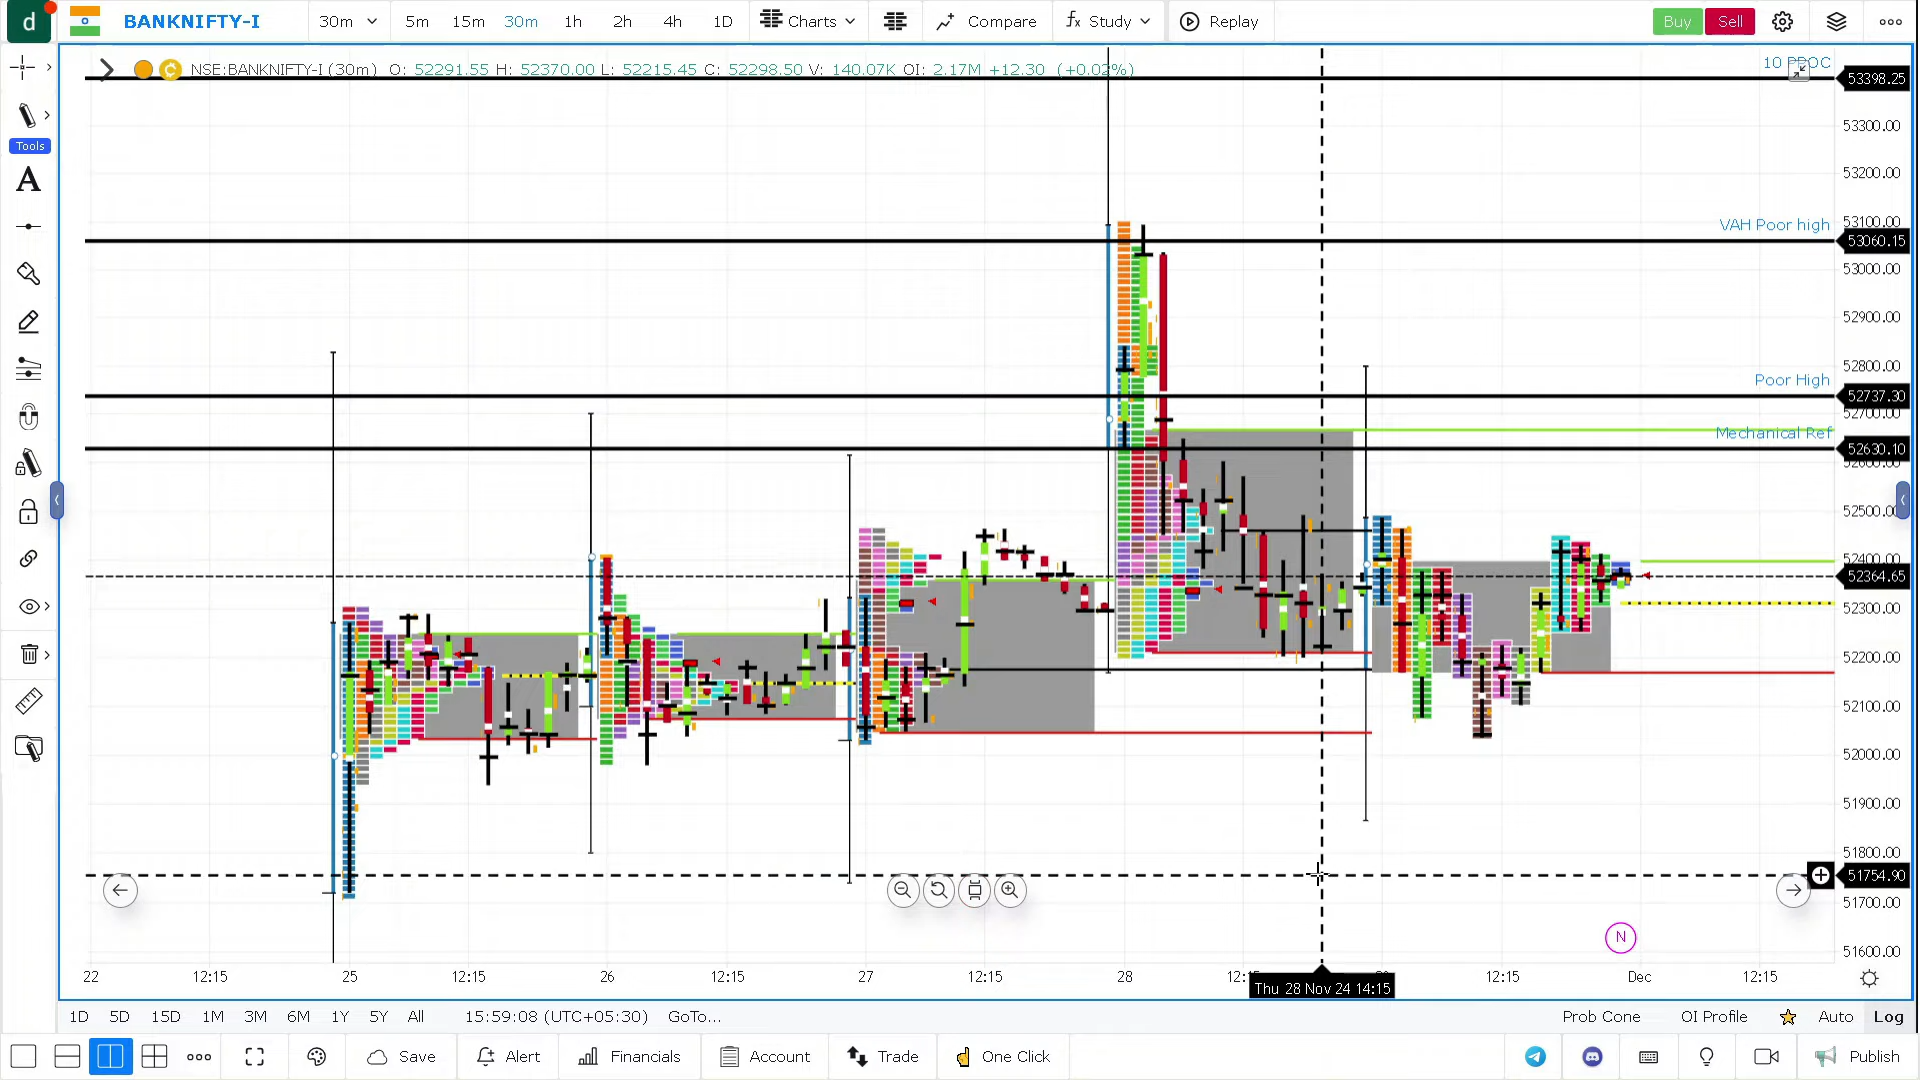 d
BANKNIFTY-I
30m
5m
15m
30m
1h
2h
4h
1D
Charts
Compare
fx Study
Replay
Buy
Sell
Tools
A
C
NSE:BANKNIFTY-I (30m) O: 52291.55 H: 52370.00 L: 52215.45 C: 52298.50 V: 140.07K OI: 2.17M +12.30 (+0.02%)
VAH Poor high
Poor High
Mechanical Ref
53398.25
53300.00
53200.00
53100.00
53060.15
53000.00
52900.00
52800.00
52737.30
52700.00
52630.10
52600.00
52500.00
52400.00
52364.65
52300.00
52200.00
52100.00
52000.00
51900.00
51800.00
51754.90
51700.00
51600.00
N
22
12:15
25
12:15
26
12:15
27
12:15
28
Thu 28 Nov 24 14:15
12:15
Dec
12:15
1D
5D
15D
1M
3M
6M
1Y
5Y
All
15:59:08 (UTC+05:30)
GoTo...
Prob Cone
OI Profile
Auto
Log
Save
Alert
Financials
Account
Trade
One Click
Publish